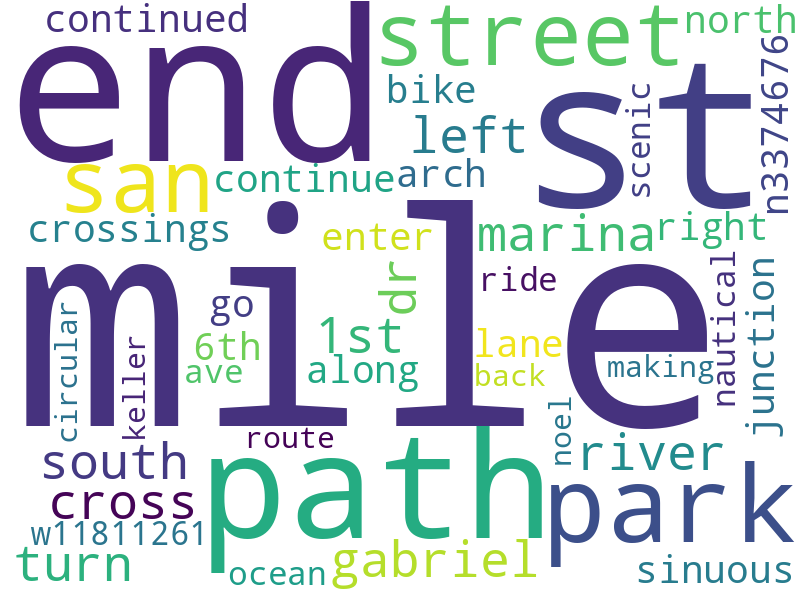 continued
end
street
north
bike
st
scenic
n3374676
left
san
continue
arch
crossings
enter
marina
right
mile
go
dr
ride
nautical
junction
circular
keller
6th
1st
lane
ave
along
back
making
route
noel
path
south
river
cross
park
w11811261
turn
ocean
gabriel
sinuous